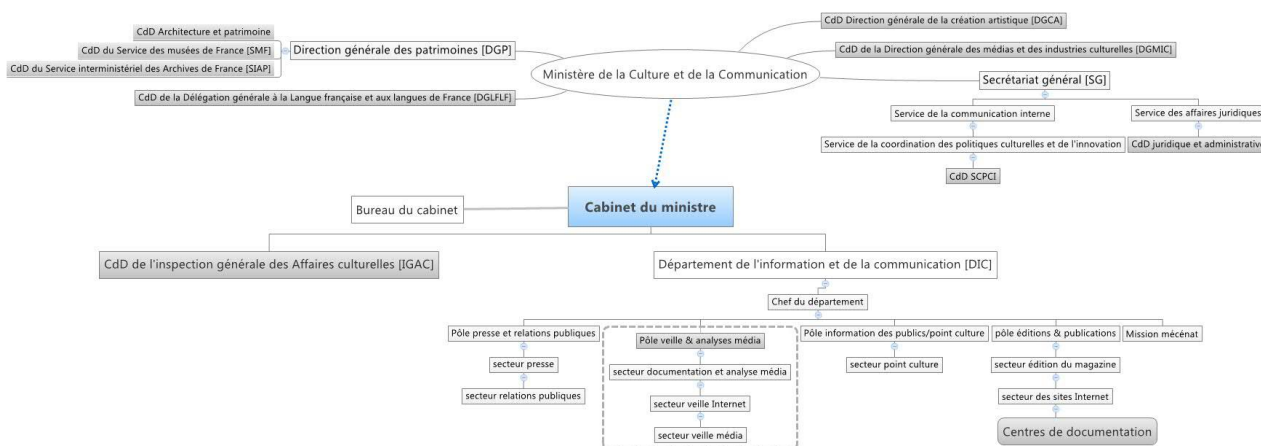 CdD Architecture et patrimoine
CdD du Service des musées de France [SMF]
CdD du Service interministériel des Archives de France [SIAP]
Direction générale des patrimoines [DGP]
CdD de la Délégation générale à la Langue française et aux langues de France [DGLFLF]
Ministère de la Culture et de la Communication
CdD Direction générale de la création artistique [DGCA]
CdD de la Direction générale des médias et des industries culturelles [DGMIC]
Secrétariat général [SG]
Service de la communication interne
Service des affaires juridiques
Service de la coordination des politiques culturelles et de l'innovation
CdD juridique et administrative
CdD SCPCI
Bureau du cabinet
Cabinet du ministre
CdD de l'inspection générale des Affaires culturelles [IGAC]
Département de l'information et de la communication [DIC]
Chef du département
Pôle presse et relations publiques
secteur presse
secteur relations publiques
Pôle veille & analyses média
secteur documentation et analyse média
secteur veille Internet
secteur veille média
Pôle information des publics/point culture
secteur point culture
pôle éditions & publications
secteur édition du magazine
secteur des sites Internet
Mission mécénat
Centres de documentation